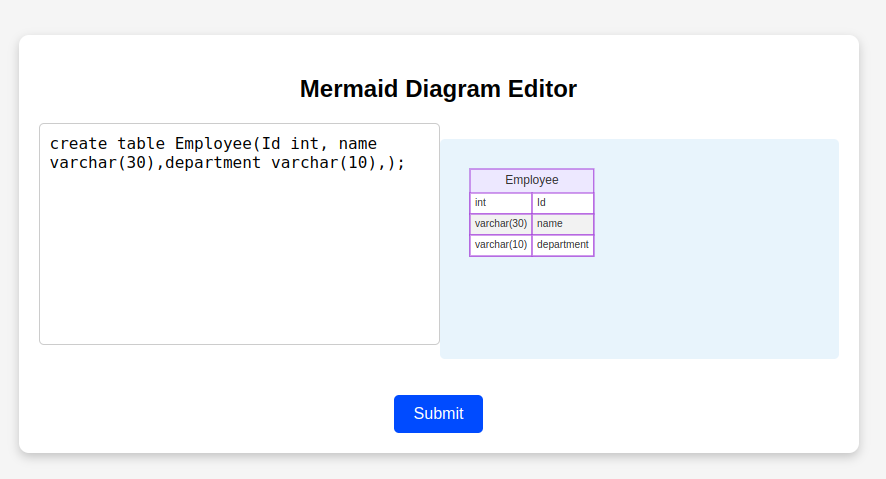 Mermaid Diagram Editor
create table Employee(Id int, name
varchar(30),department varchar(10),);
Employee
int Id
varchar(30) name
varchar(10) department
Submit